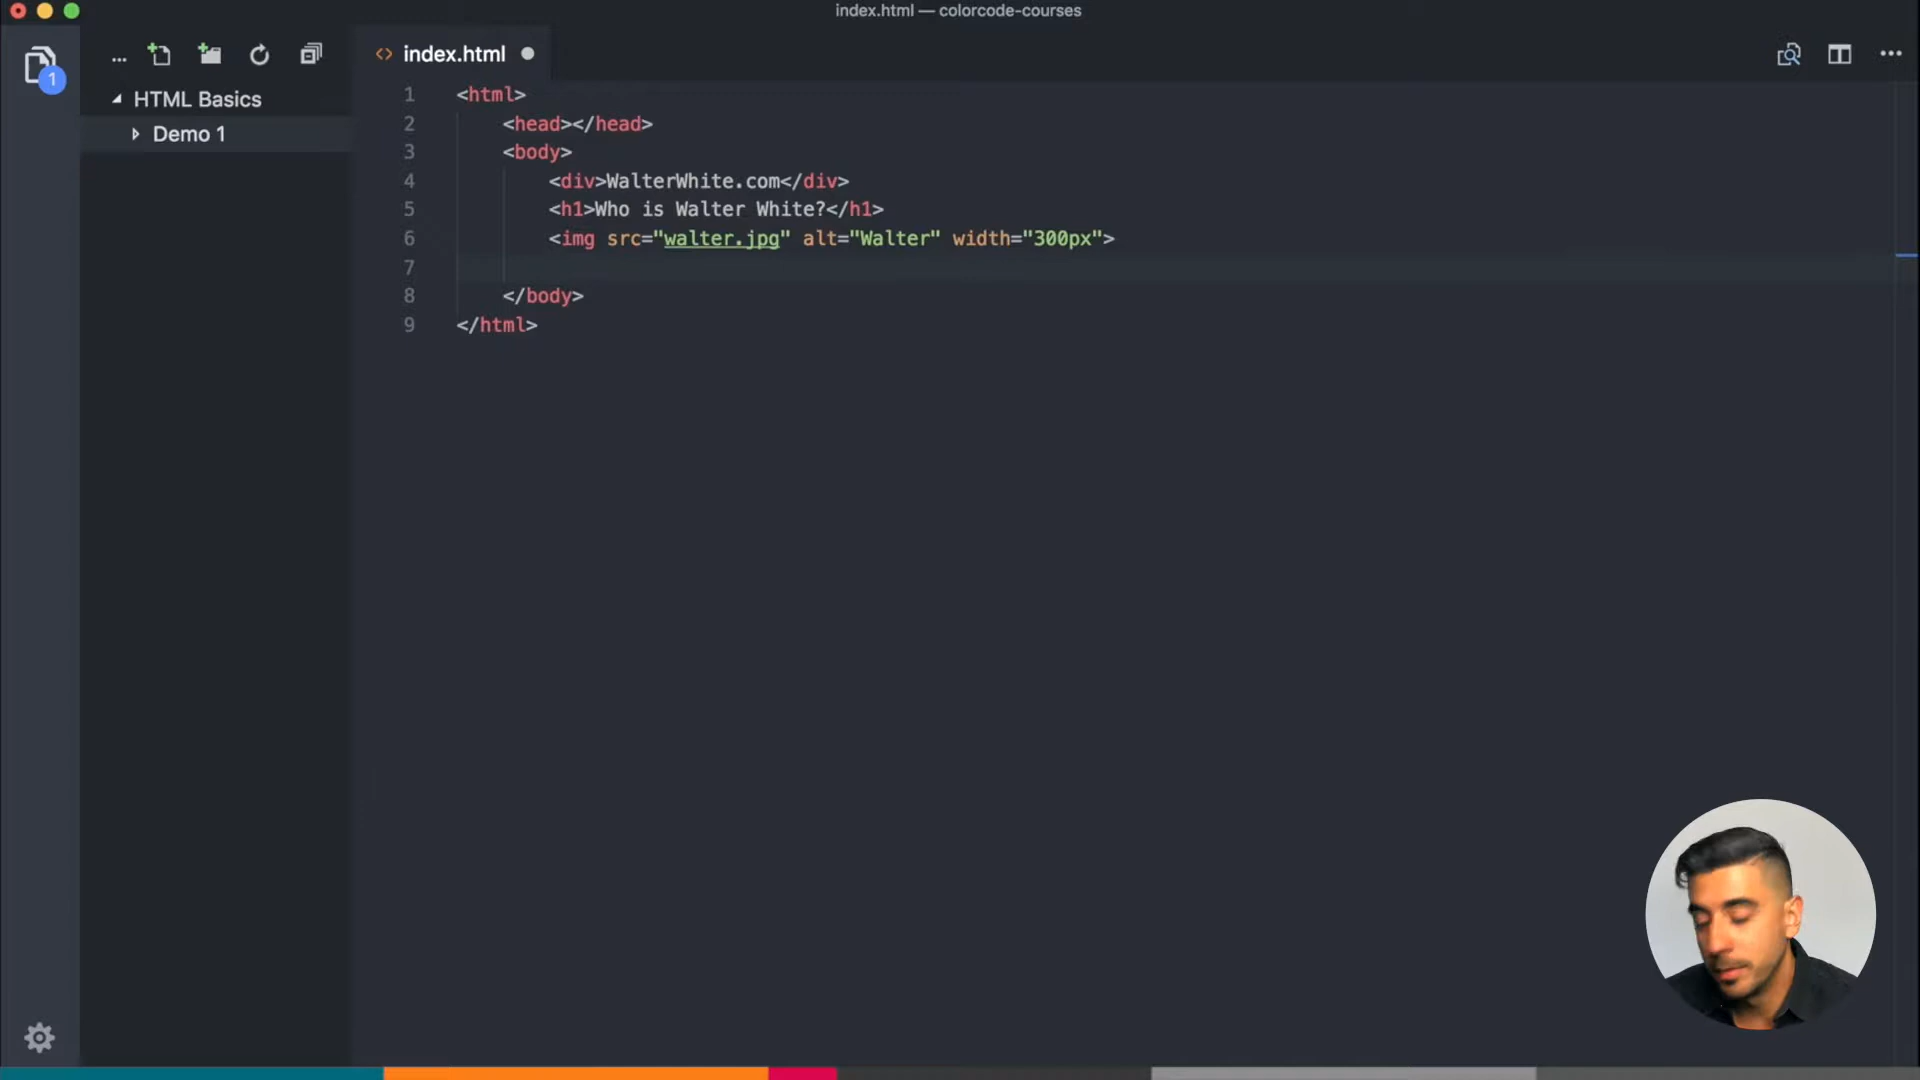 index.html — colorcode-courses
1
...
index.html
HTML Basics
Demo 1
1 <html>
2 <head></head>
3 <body>
4 <div>WalterWhite.com</div>
5 <h1>Who is Walter White?</h1>
6 <img src="walter.jpg" alt="Walter" width="300px">
7
8 </body>
9 </html>